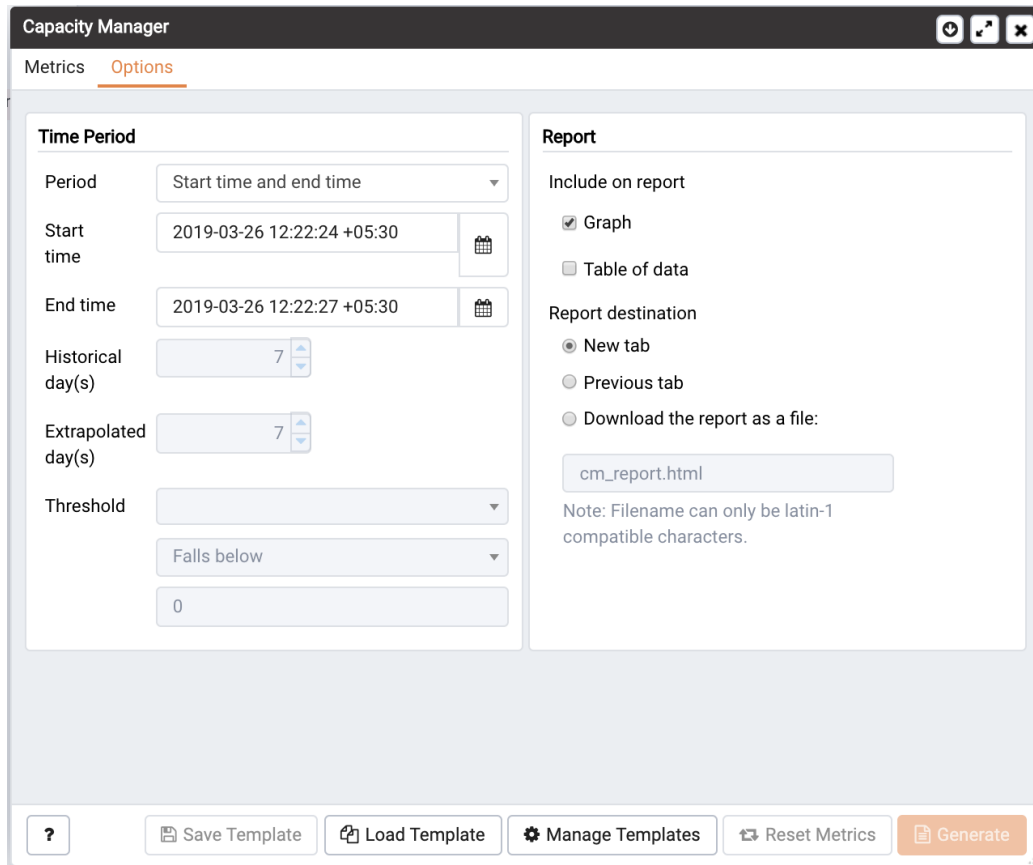 Capacity Manager
Metrics
Options
Time Period
Period
Start time and end time
Start
time
2019-03-26 12:22:24 +05:30
End time
2019-03-26 12:22:27 +05:30
Historical
day(s)
7
Extrapolated
day(s)
7
Threshold
Falls below
0
Report
Include on report
Graph
Table of data
Report destination
New tab
Previous tab
Download the report as a file:
cm_report.html
Note: Filename can only be latin-1
compatible characters.
?
Save Template
Load Template
Manage Templates
Reset Metrics
Generate